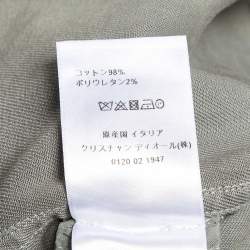 コットン98%
ポリウレタン2%
原産国 イタリア
クリスチャン ディオール(株)
0120 02 1947